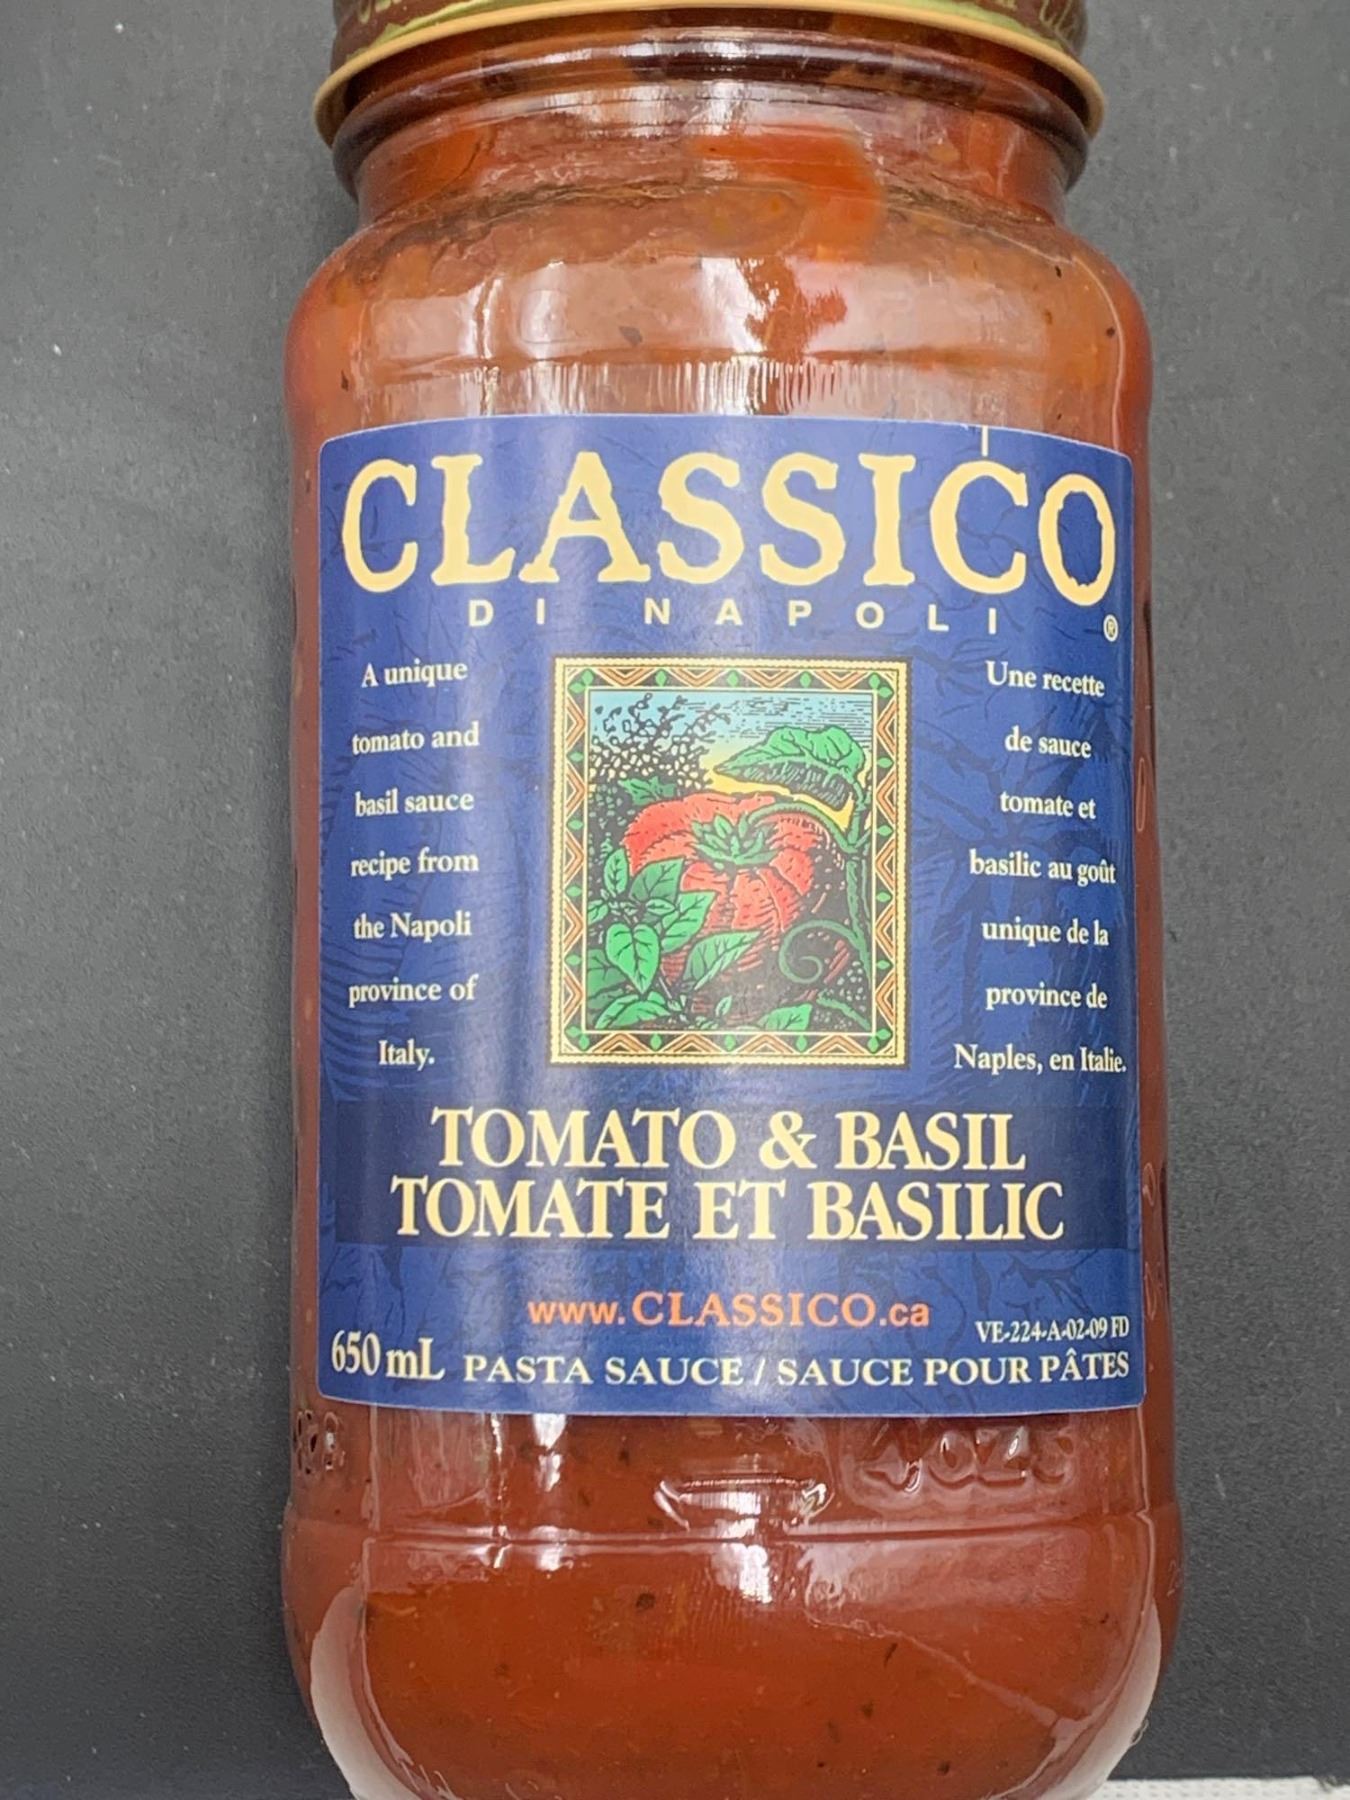 CLASSICO
DI NAPOLI ®
A unique
tomato and
basil sauce
recipe from
the Napoli
province of
Italy.
Une recette
de sauce
tomate et
basilic au goût
unique de la
province de
Naples, en Italie.
TOMATO & BASIL
TOMATE ET BASILIC
www.CLASSICO.ca
VE-224-A-02-09 FD
650 mL PASTA SAUCE / SAUCE POUR PÂTES